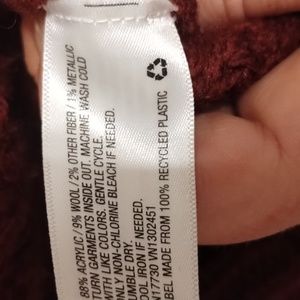 88% ACRYLIC / 9% WOOL / 2% OTHER FIBER / 1% METALLIC
TURN GARMENTS INSIDE OUT. MACHINE WASH COLD
WITH LIKE COLORS. GENTLE CYCLE.
ONLY NON-CHLORINE BLEACH IF NEEDED.
TUMBLE DRY.
COOL IRON IF NEEDED.
17730 VN1302451
LABEL MADE FROM 100% RECYCLED PLASTIC